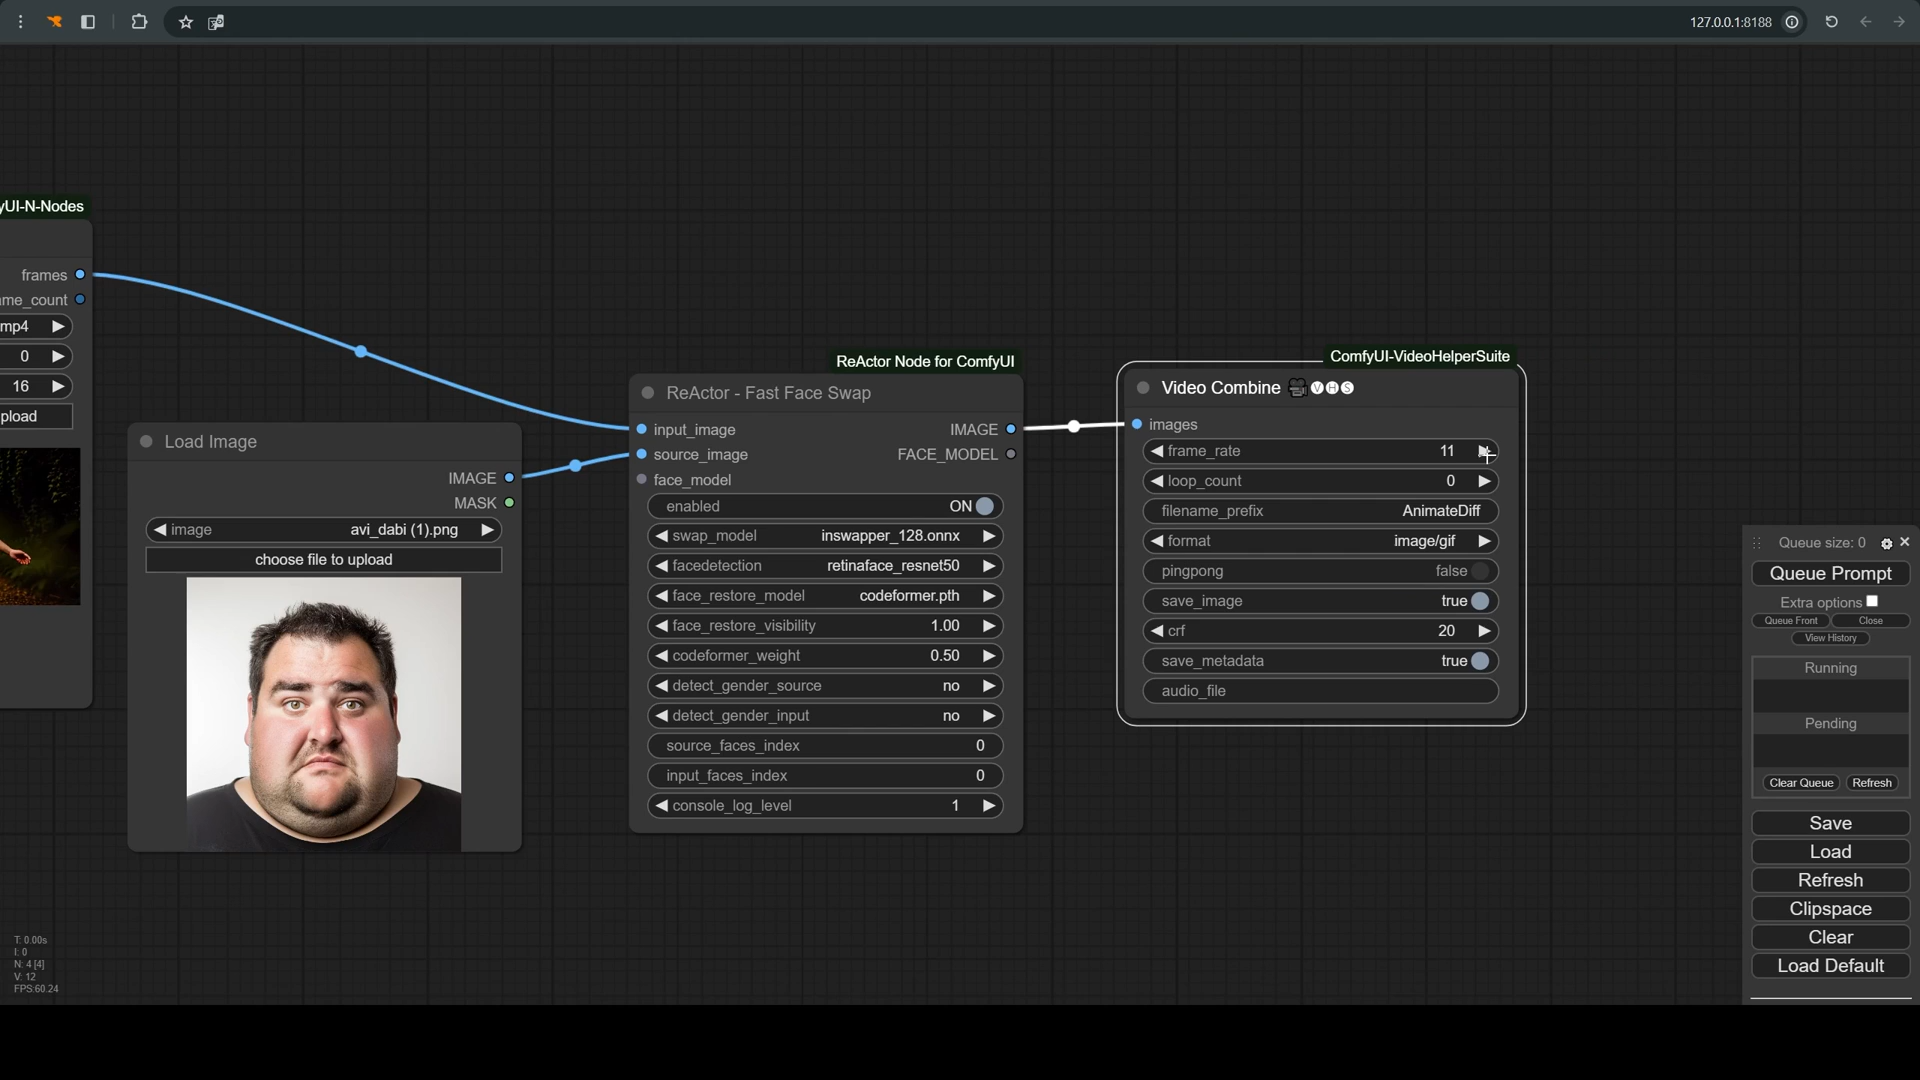 127.0.0.1:8188
yUI-N-Nodes
frames
me_count
mp4
0
16
pload
Load Image
IMAGE
MASK
image avi_dabi (1).png
choose file to upload
ReActor Node for ComfyUI
ReActor - Fast Face Swap
input_image IMAGE
source_image FACE_MODEL
face_model
enabled ON
swap_model inswapper_128.onnx
facedetection retinaface_resnet50
face_restore_model codeformer.pth
face_restore_visibility 1.00
codeformer_weight 0.50
detect_gender_source no
detect_gender_input no
source_faces_index 0
input_faces_index 0
console_log_level 1
ComfyUI-VideoHelperSuite
Video Combine 🎥🅥🅗🅢
images
frame_rate 11
loop_count 0
filename_prefix AnimateDiff
format image/gif
pingpong false
save_image true
crf 20
save_metadata true
audio_file
Queue size: 0
Queue Prompt
Extra options
Queue Front Close
View History
Running
Pending
Clear Queue Refresh
Save
Load
Refresh
Clipspace
Clear
Load Default
T: 0.00s
I: 0
N: 4 [4]
V: 12
FPS:60.24